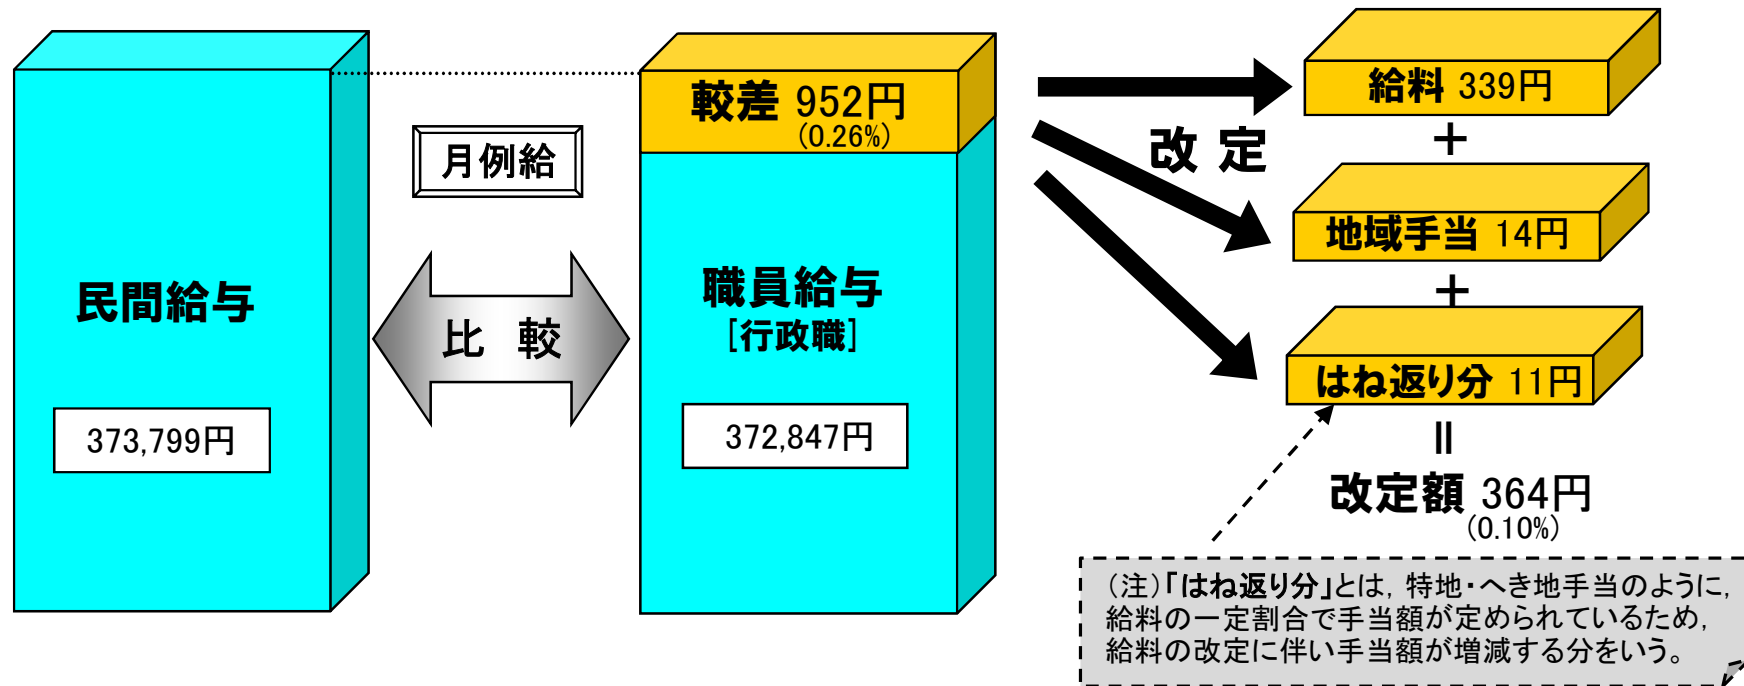 民間給与
373,799円
月例給
比 較
較差 952円
(0.26%)
職員給与
[行政職]
372,847円
改 定
給料 339円
+
地域手当 14円
+
はね返り分 11円
=
改定額 364円
(0.10%)
(注)「はね返り分」とは, 特地・へき地手当のように,
給料の一定割合で手当額が定められているため,
給料の改定に伴い手当額が増減する分をいう。